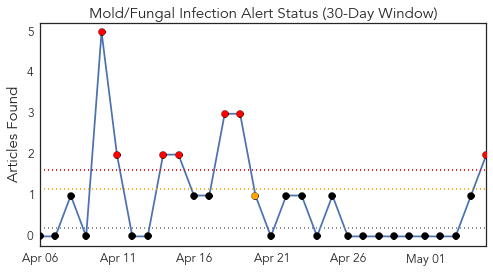 Mold/Fungal Infection Alert Status (30-Day Window)
Articles Found
5
4
3
2
1
0
Apr 06
Apr 11
Apr 16
Apr 21
Apr 26
May 01